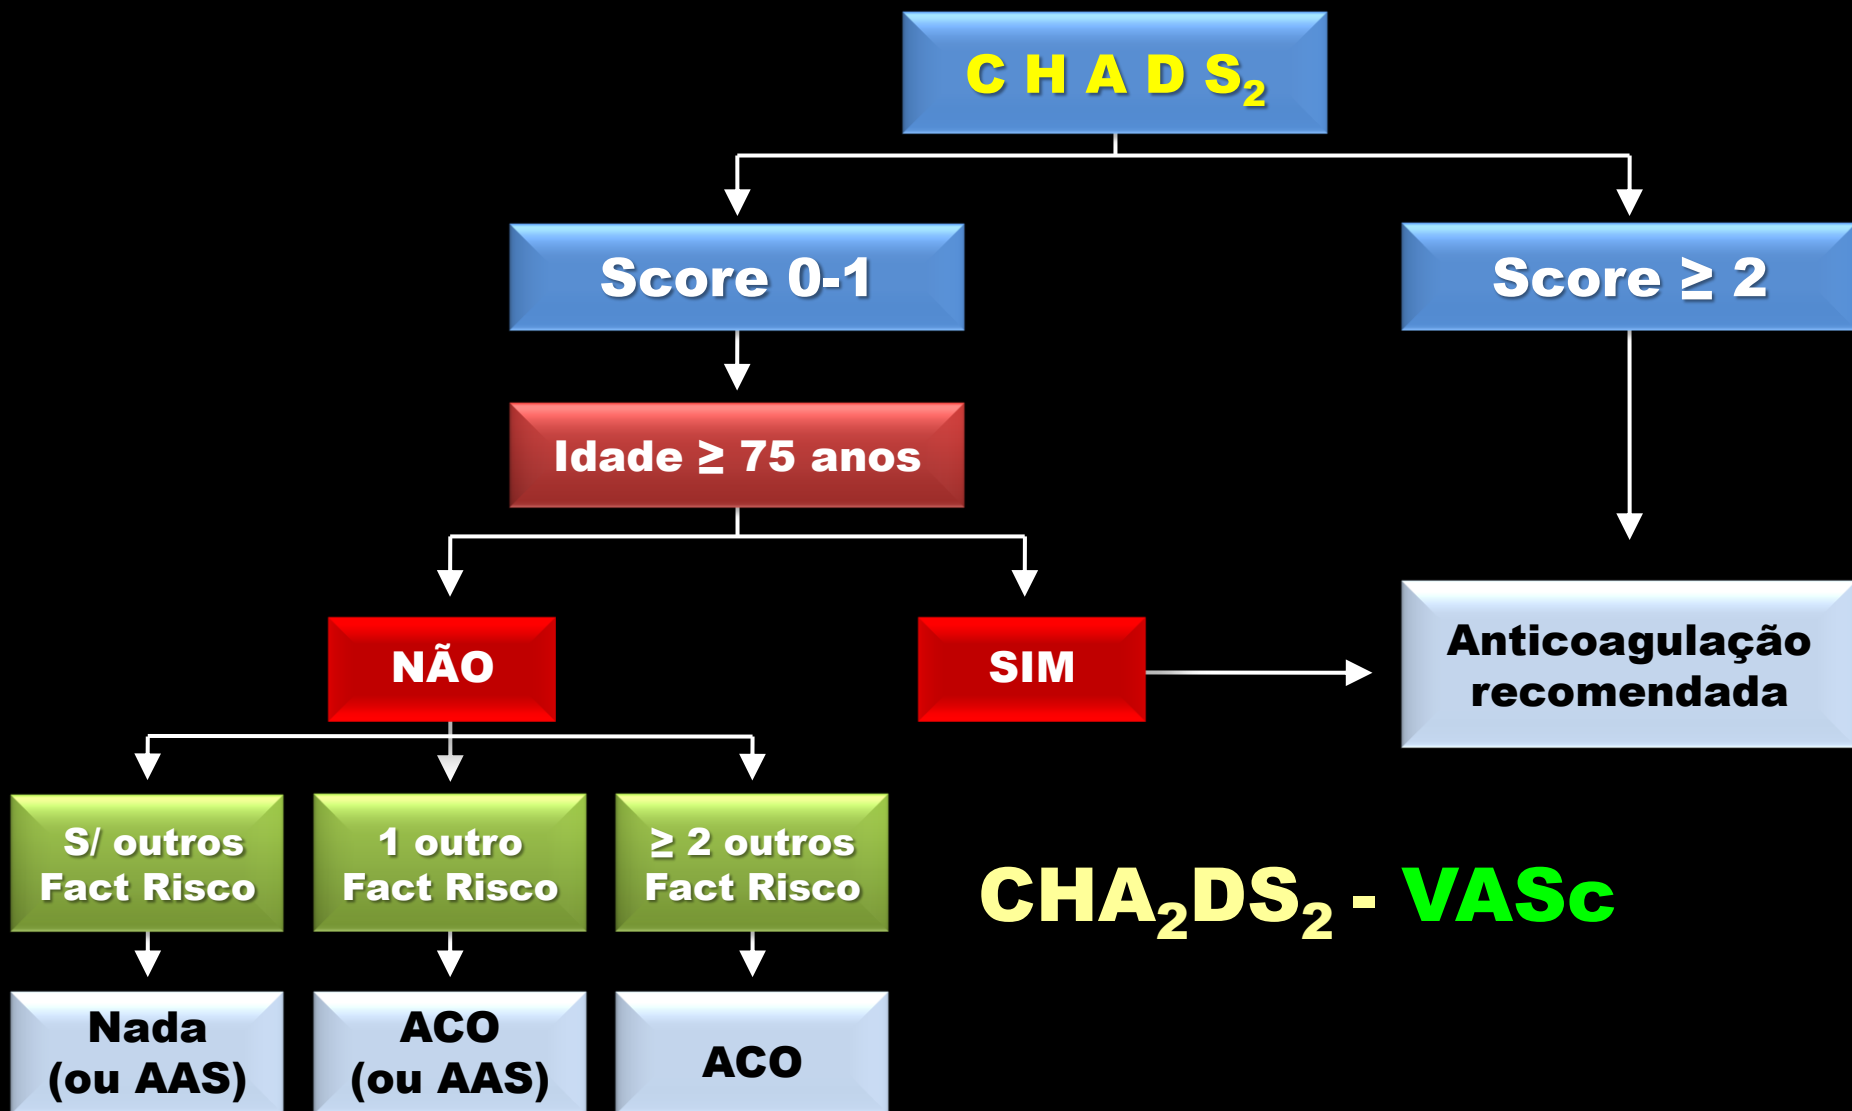 C H A D S₂
Score 0-1
Score ≥ 2
Idade ≥ 75 anos
NÃO
SIM
Anticoagulação
recomendada
S/ outros
Fact Risco
1 outro
Fact Risco
≥ 2 outros
Fact Risco
CHA₂DS₂ - VASc
Nada
(ou AAS)
ACO
(ou AAS)
ACO